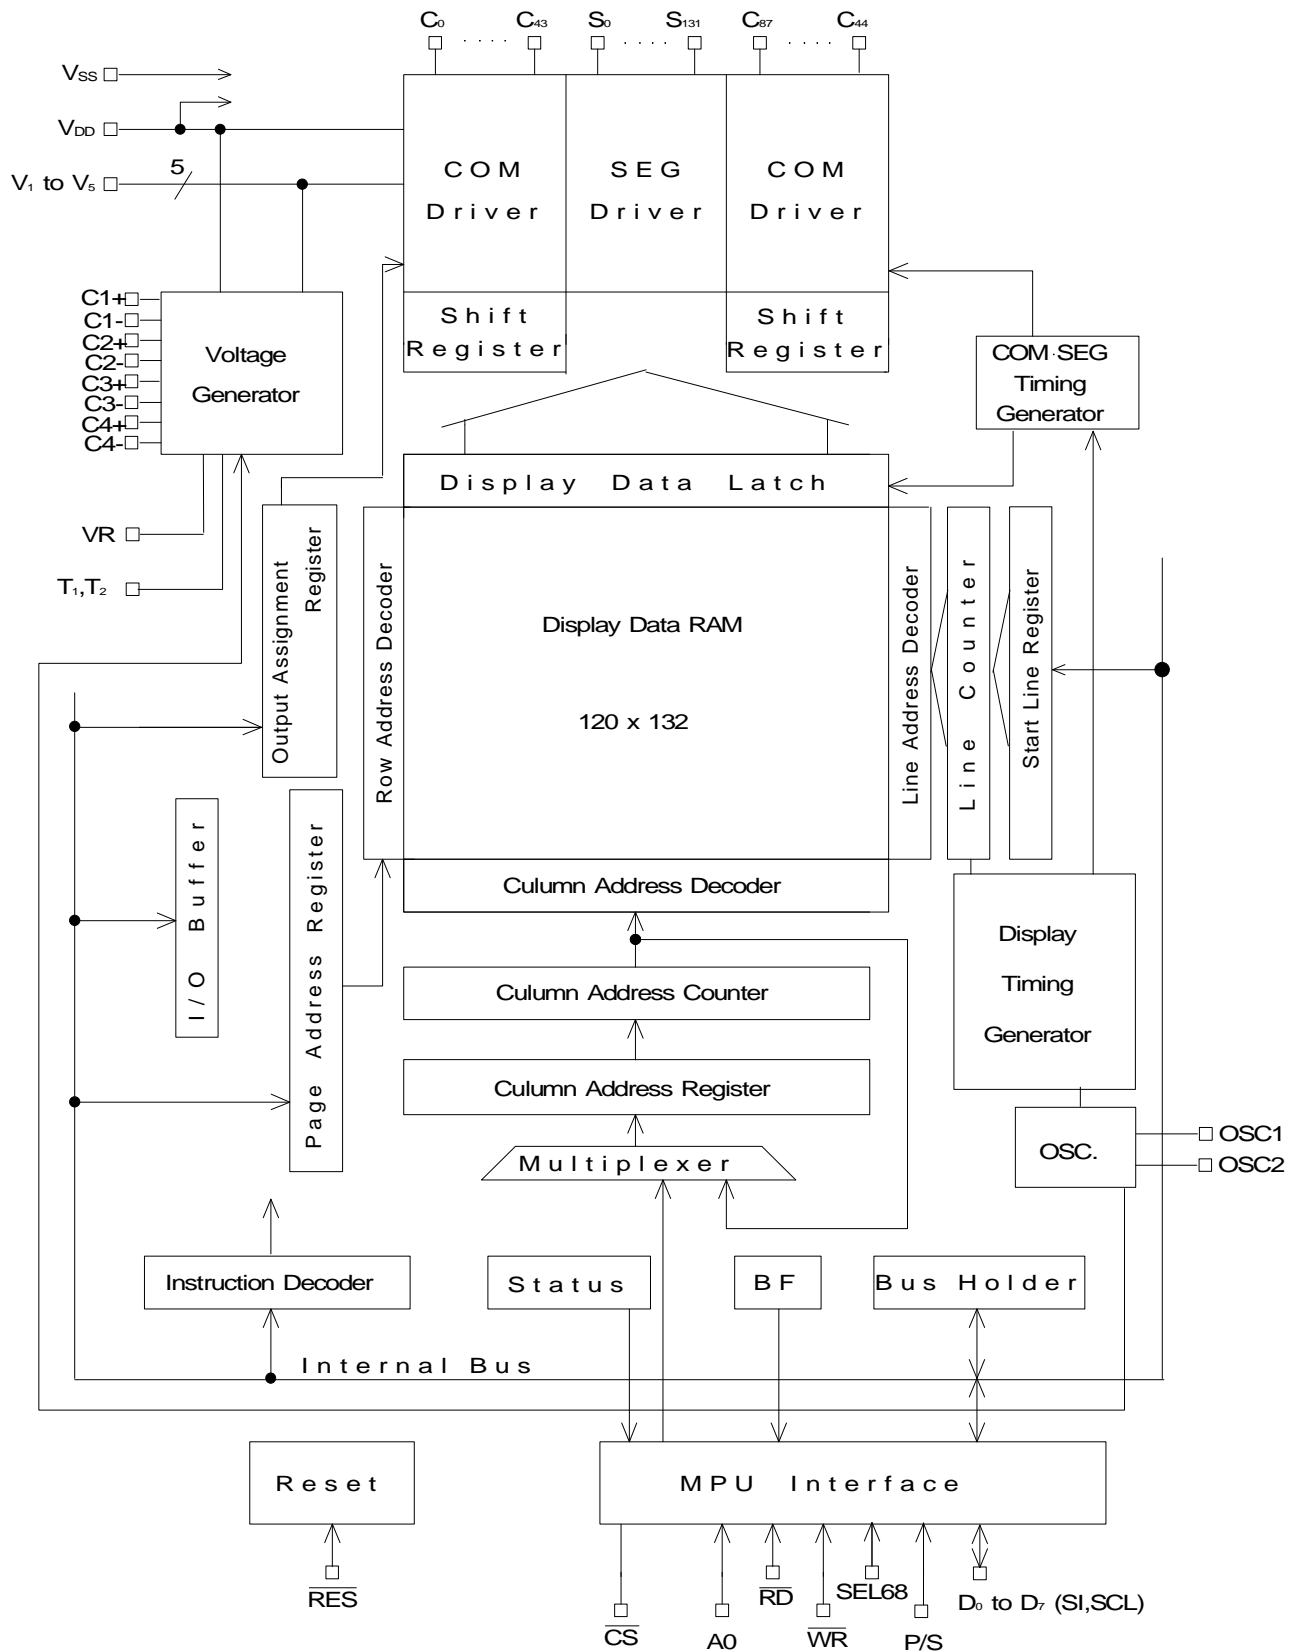 C₀ · · · · C₄₃ S₀ · · · · S₁₃₁ C₈₇ · · · · C₄₄
VSS
VDD
V₁ to V₅
5
COM Driver
SEG Driver
COM Driver
Shift Register
Shift Register
C1+
C1-
C2+
C2-
C3+
C3-
C4+
C4-
Voltage Generator
COM·SEG Timing Generator
VR
T₁,T₂
Display Data Latch
Output Assignment Register
Row Address Decoder
Display Data RAM
120 x 132
Line Address Decoder
Line Counter
Start Line Register
I/O Buffer
Page Address Register
Culumn Address Decoder
Culumn Address Counter
Culumn Address Register
Multiplexer
Display Timing Generator
OSC.
OSC1
OSC2
Instruction Decoder
Status
BF
Bus Holder
Internal Bus
Reset
MPU Interface
RES
CS
A0
RD
WR
SEL68
P/S
D₀ to D₇ (SI,SCL)